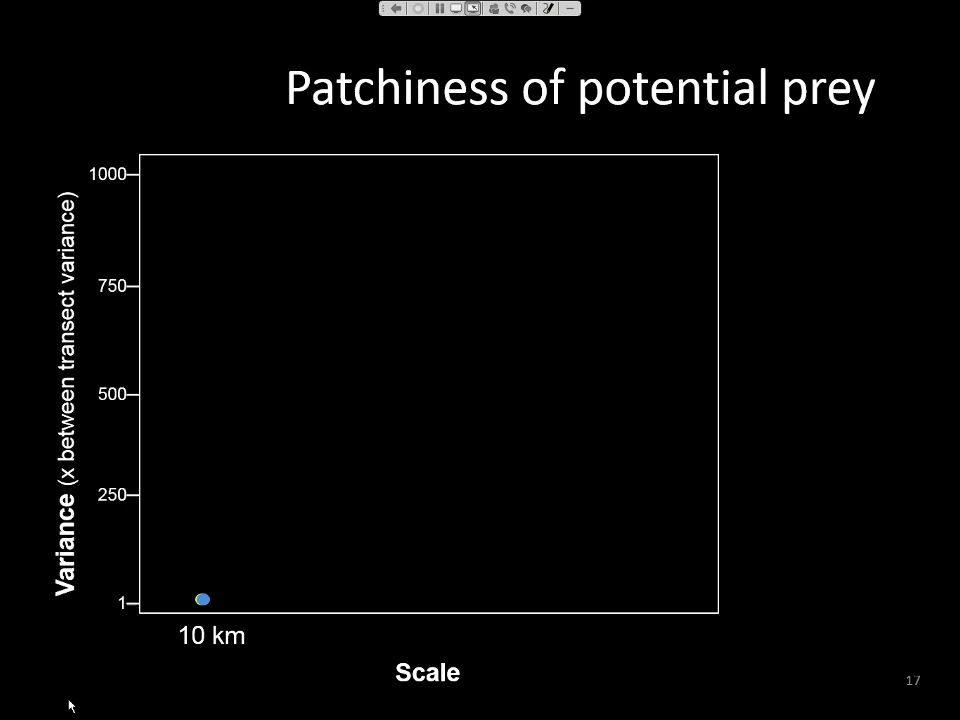 Patchiness of potential prey
1000
750
500
250
1
Variance (x between transect variance)
10 km
Scale
17